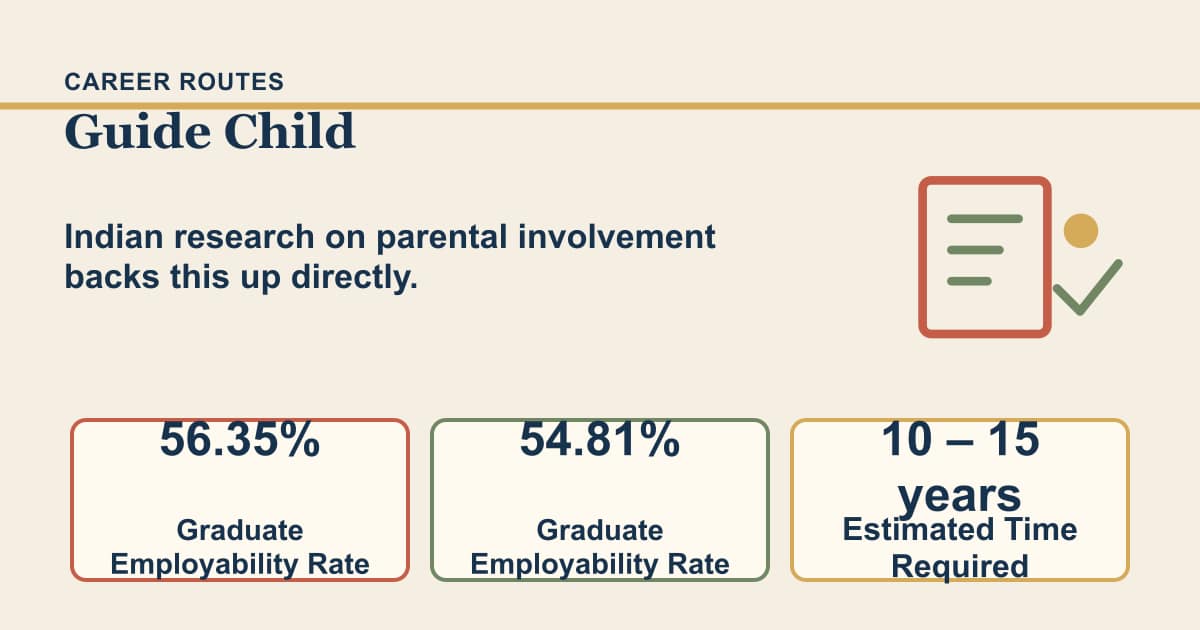 CAREER ROUTES
Guide Child
Indian research on parental involvement
backs this up directly.
56.35%
Graduate
Employability Rate
54.81%
Graduate
Employability Rate
10 – 15
years
Estimated Time
Required